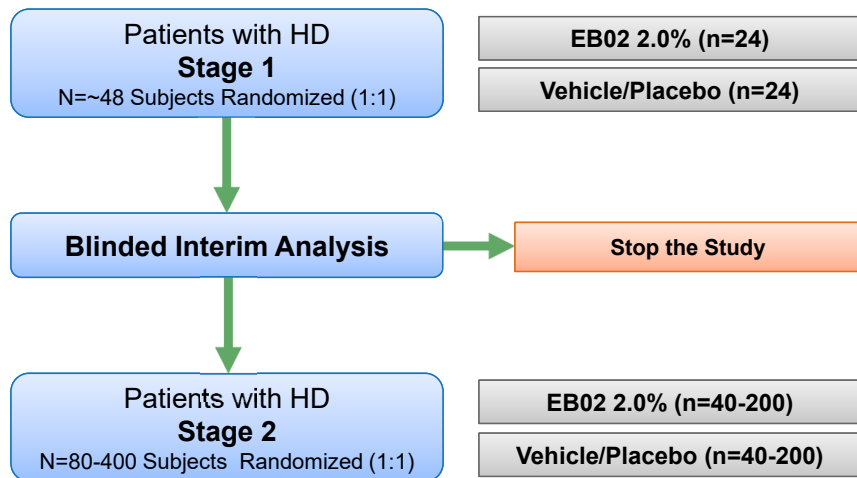 Patients with HD
Stage 1
N=~48 Subjects Randomized (1:1)
EB02 2.0% (n=24)
Vehicle/Placebo (n=24)
Blinded Interim Analysis
Stop the Study
Patients with HD
Stage 2
N=80-400 Subjects  Randomized (1:1)
EB02 2.0% (n=40-200)
Vehicle/Placebo (n=40-200)